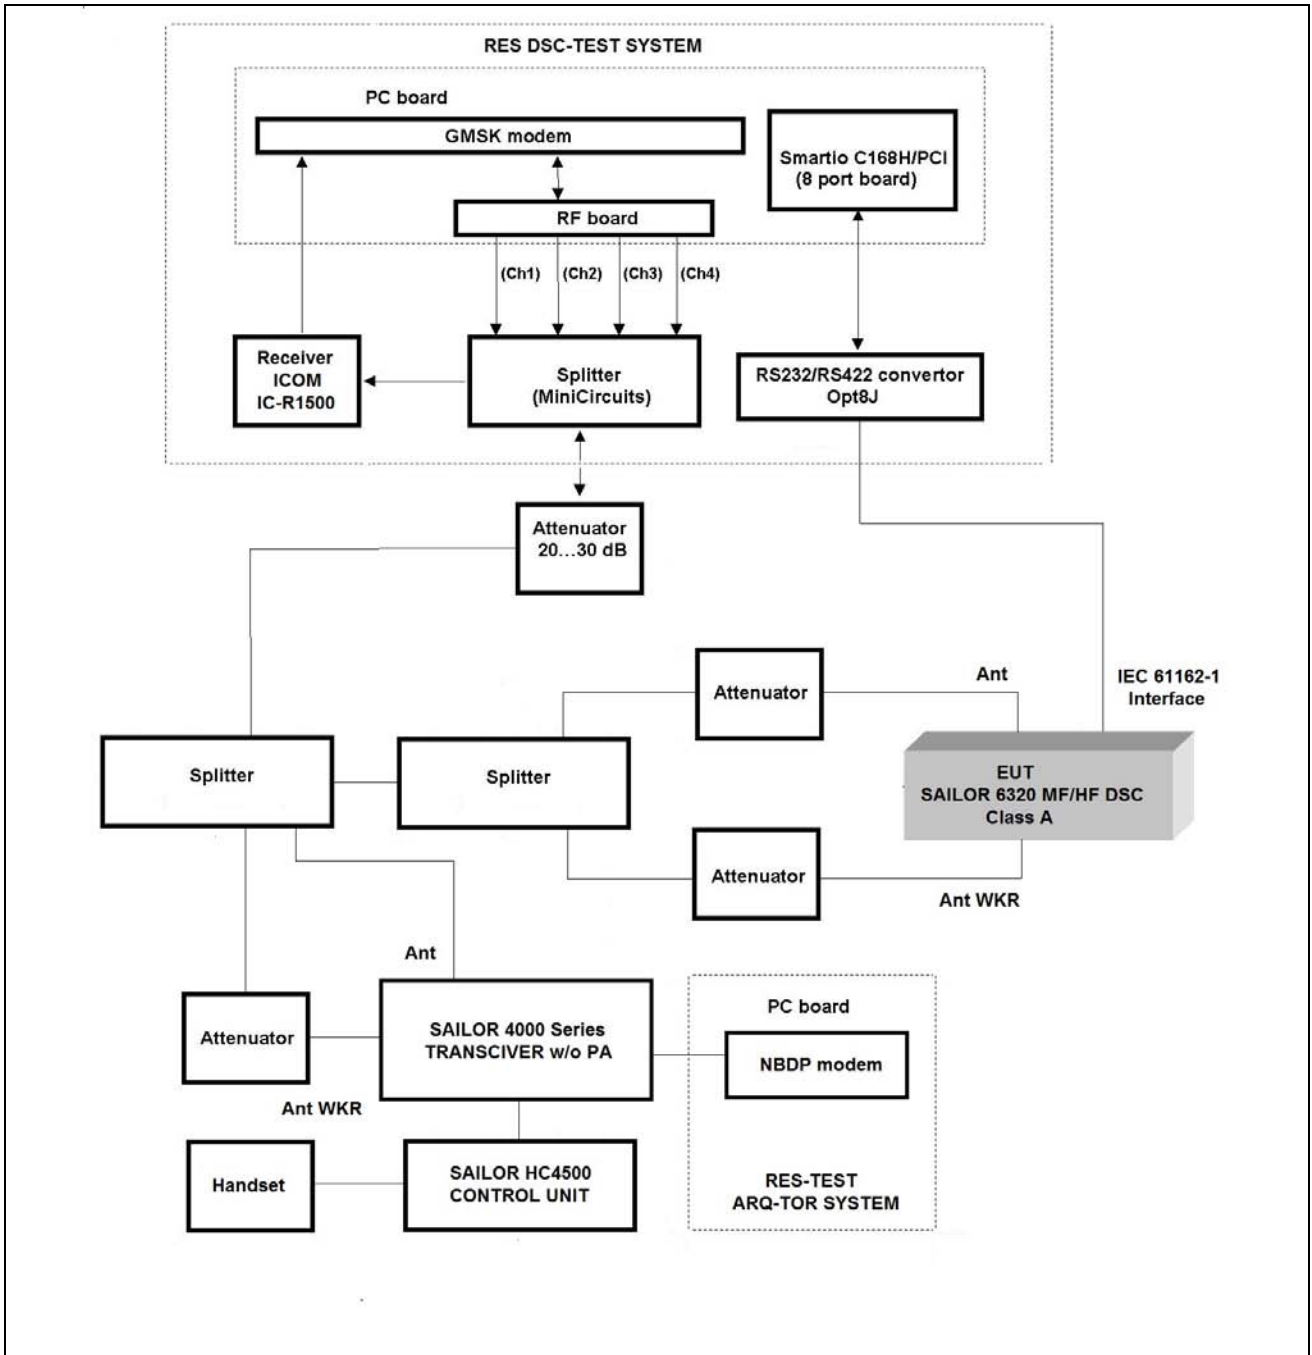 RES DSC-TEST SYSTEM
PC board
GMSK modem
Smartio C168H/PCI
(8 port board)
RF board
(Ch1)
(Ch2)
(Ch3)
(Ch4)
Receiver
ICOM
IC-R1500
Splitter
(MiniCircuits)
RS232/RS422 convertor
Opt8J
Attenuator
20...30 dB
Attenuator
Ant
IEC 61162-1
Interface
Splitter
Splitter
EUT
SAILOR 6320 MF/HF DSC
Class A
Attenuator
Ant WKR
Ant
Attenuator
SAILOR 4000 Series
TRANSCIVER w/o PA
PC board
NBDP modem
Ant WKR
Handset
SAILOR HC4500
CONTROL UNIT
RES-TEST
ARQ-TOR SYSTEM